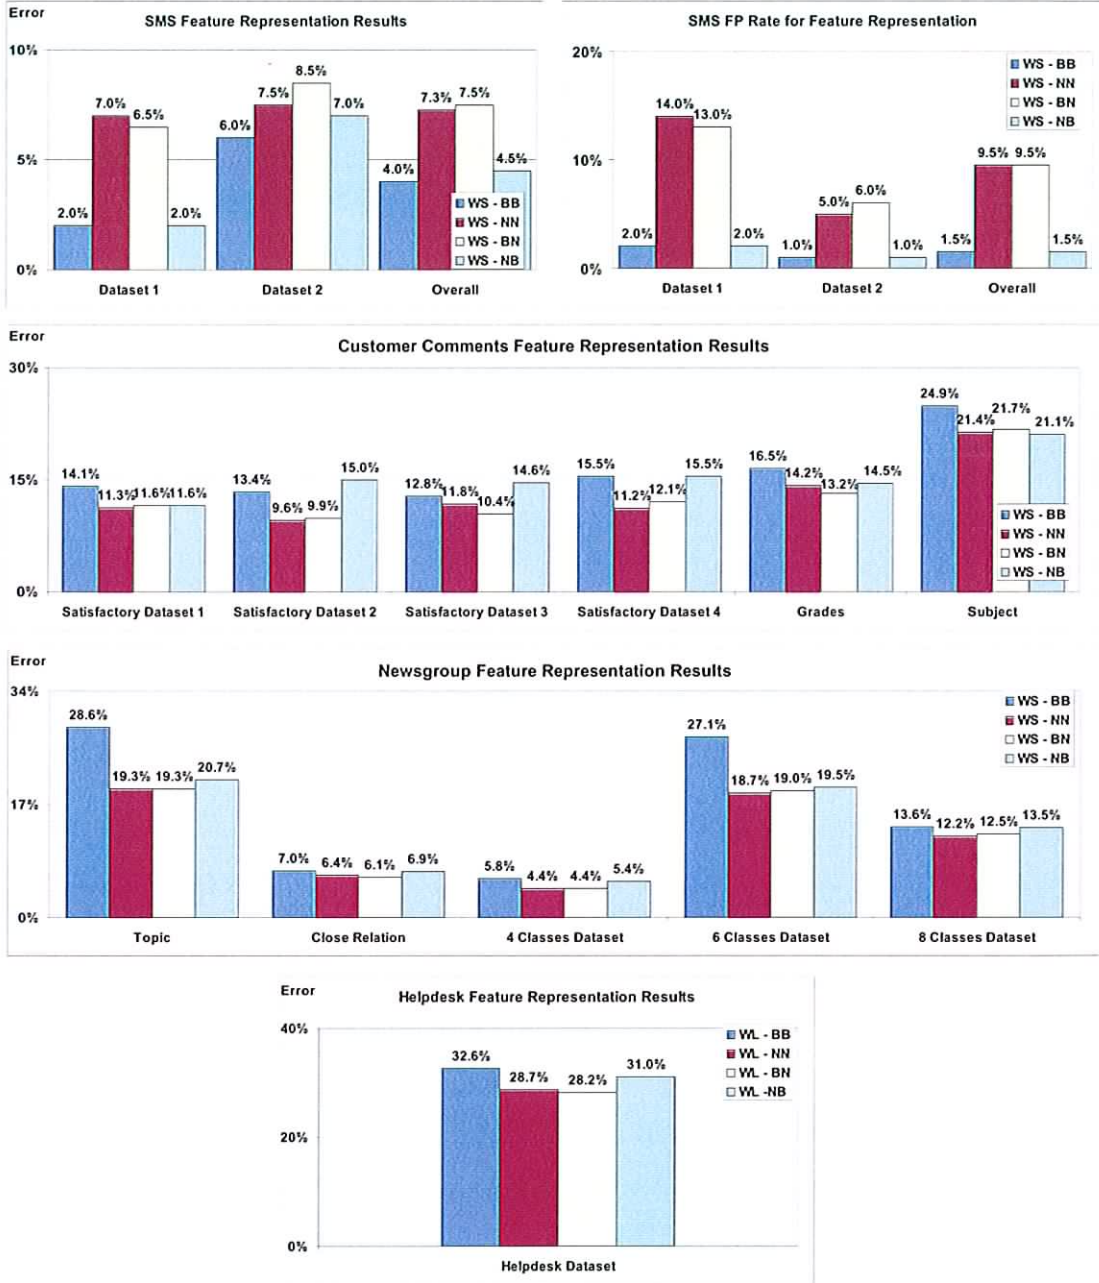 Error
SMS Feature Representation Results
10%
8.5%
7.0%
7.5%
7.0%
7.3%
7.5%
6.5%
6.0%
5%
4.0%
4.5%
2.0%
2.0%
WS - BB
WS - NN
WS - BN
WS - NB
0%
Dataset 1
Dataset 2
Overall
SMS FP Rate for Feature Representation
20%
WS - BB
WS - NN
WS - BN
WS - NB
14.0%
13.0%
10%
9.5%
9.5%
5.0%
6.0%
2.0%
2.0%
1.0%
1.0%
1.5%
1.5%
0%
Dataset 1
Dataset 2
Overall
Error
Customer Comments Feature Representation Results
30%
24.9%
21.4%
21.7%
21.1%
14.1%
11.3%
11.6%
11.6%
13.4%
9.6%
9.9%
15.0%
12.8%
11.8%
10.4%
14.6%
15.5%
11.2%
12.1%
15.5%
16.5%
14.2%
13.2%
14.5%
15%
WS - BB
WS - NN
WS - BN
WS - NB
0%
Satisfactory Dataset 1
Satisfactory Dataset 2
Satisfactory Dataset 3
Satisfactory Dataset 4
Grades
Subject
Error
Newsgroup Feature Representation Results
34%
WS - BB
WS - NN
WS - BN
WS - NB
28.6%
19.3%
19.3%
20.7%
17%
7.0%
6.4%
6.1%
6.9%
5.8%
4.4%
4.4%
5.4%
27.1%
18.7%
19.0%
19.5%
13.6%
12.2%
12.5%
13.5%
0%
Topic
Close Relation
4 Classes Dataset
6 Classes Dataset
8 Classes Dataset
Error
Helpdesk Feature Representation Results
40%
WL - BB
WL - NN
WL - BN
WL -NB
32.6%
28.7%
28.2%
31.0%
20%
0%
Helpdesk Dataset